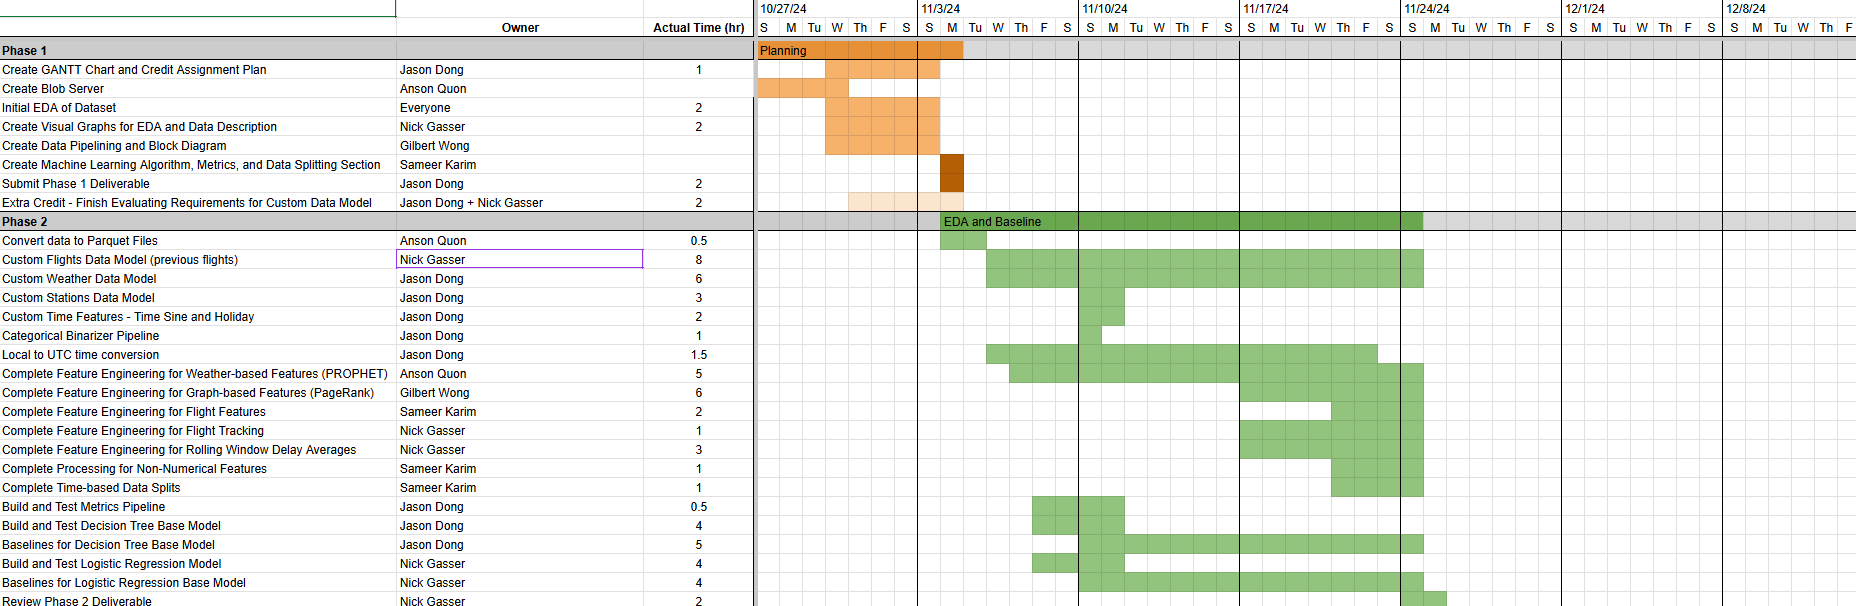 10/27/24 11/3/24 11/10/24 11/17/24 11/24/24 12/1/24 12/8/24
Owner Actual Time (hr) S M Tu W Th F S S M Tu W Th F S S M Tu W Th F S S M Tu W Th F S S M Tu W Th F S S M Tu W Th F S S M Tu W Th F
Phase 1 Planning
Create GANTT Chart and Credit Assignment Plan Jason Dong 1
Create Blob Server Anson Quon
Initial EDA of Dataset Everyone 2
Create Visual Graphs for EDA and Data Description Nick Gasser 2
Create Data Pipelining and Block Diagram Gilbert Wong
Create Machine Learning Algorithm, Metrics, and Data Splitting Section Sameer Karim
Submit Phase 1 Deliverable Jason Dong 2
Extra Credit - Finish Evaluating Requirements for Custom Data Model Jason Dong + Nick Gasser 2
Phase 2 EDA and Baseline
Convert data to Parquet Files Anson Quon 0.5
Custom Flights Data Model (previous flights) Nick Gasser 8
Custom Weather Data Model Jason Dong 6
Custom Stations Data Model Jason Dong 3
Custom Time Features - Time Sine and Holiday Jason Dong 2
Categorical Binarizer Pipeline Jason Dong 1
Local to UTC time conversion Jason Dong 1.5
Complete Feature Engineering for Weather-based Features (PROPHET) Anson Quon 5
Complete Feature Engineering for Graph-based Features (PageRank) Gilbert Wong 6
Complete Feature Engineering for Flight Features Sameer Karim 2
Complete Feature Engineering for Flight Tracking Nick Gasser 1
Complete Feature Engineering for Rolling Window Delay Averages Nick Gasser 3
Complete Processing for Non-Numerical Features Sameer Karim 1
Complete Time-based Data Splits Sameer Karim 1
Build and Test Metrics Pipeline Jason Dong 0.5
Build and Test Decision Tree Base Model Jason Dong 4
Baselines for Decision Tree Base Model Jason Dong 5
Build and Test Logistic Regression Model Nick Gasser 4
Baselines for Logistic Regression Base Model Nick Gasser 4
Review Phase 2 Deliverable Nick Gasser 2